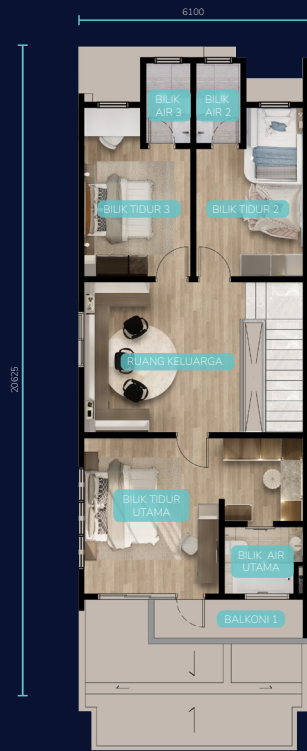 6100
BILIK
AIR 3
BILIK
AIR 2
BILIK TIDUR 3
BILIK TIDUR 2
20625
RUANG KELUARGA
BILIK TIDUR
UTAMA
BILIK AIR
UTAMA
BALKONI 1